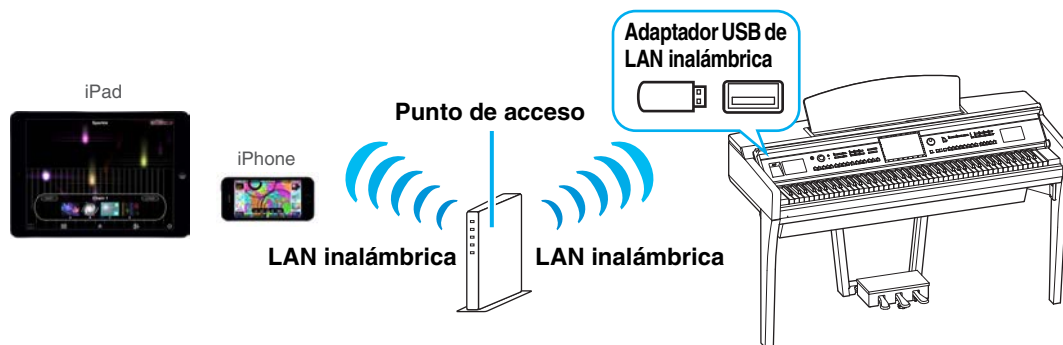 Adaptador USB de
LAN inalámbrica
iPad
Punto de acceso
iPhone
LAN inalámbrica
LAN inalámbrica